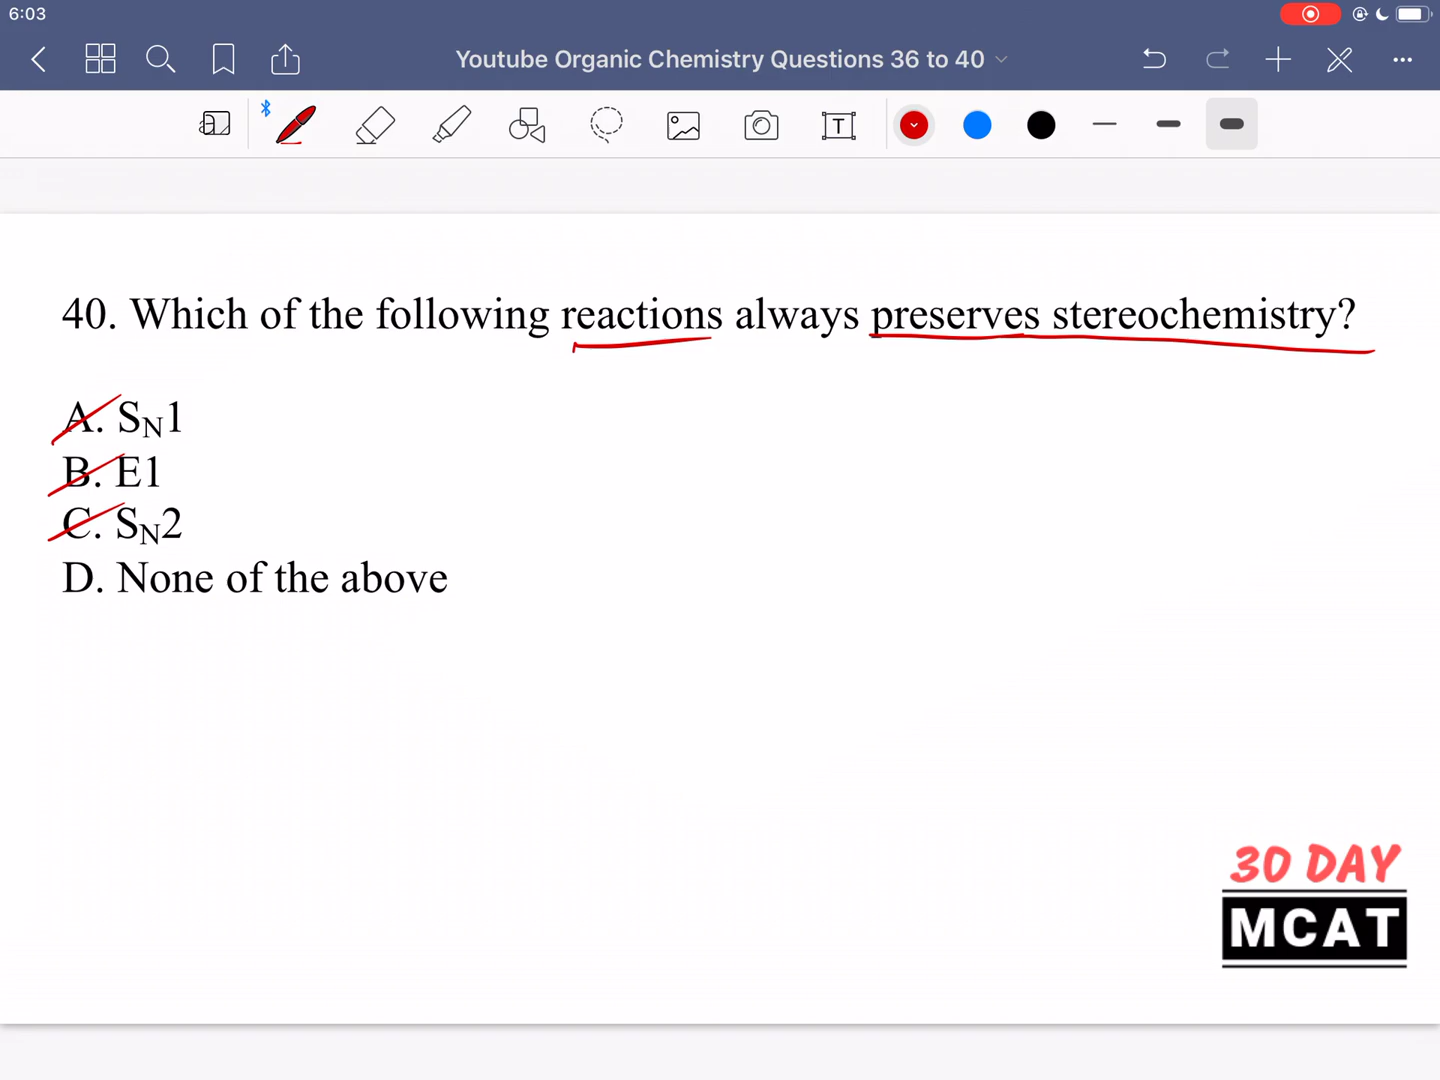 6:03
Youtube Organic Chemistry Questions 36 to 40
T
40. Which of the following reactions always preserves stereochemistry?
A. SN1
B. E1
C. SN2
D. None of the above
30 DAY
MCAT